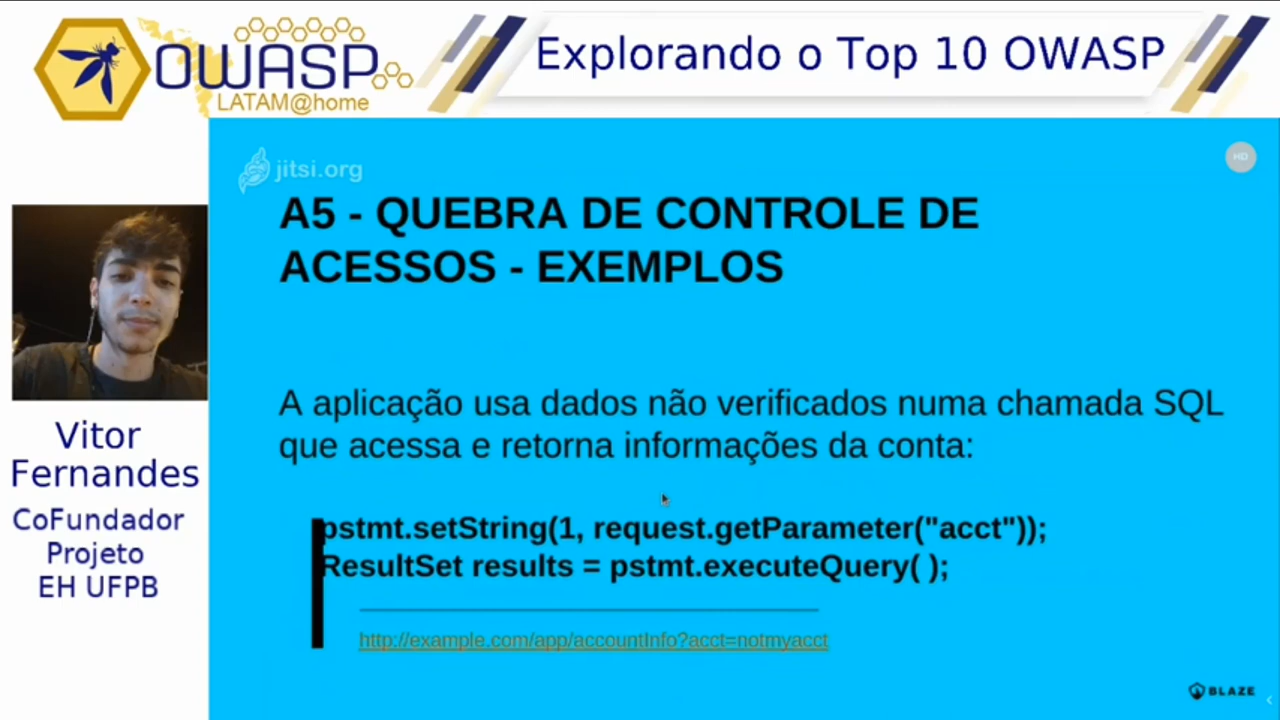 OWASP
LATAM@home
Explorando o Top 10 OWASP
jitsi.org
HD
A5 - QUEBRA DE CONTROLE DE
ACESSOS - EXEMPLOS
A aplicação usa dados não verificados numa chamada SQL
que acessa e retorna informações da conta:
pstmt.setString(1, request.getParameter("acct"));
ResultSet results = pstmt.executeQuery( );
http://example.com/app/accountInfo?acct=notmyacct
Vitor
Fernandes
CoFundador
Projeto
EH UFPB
BLAZE